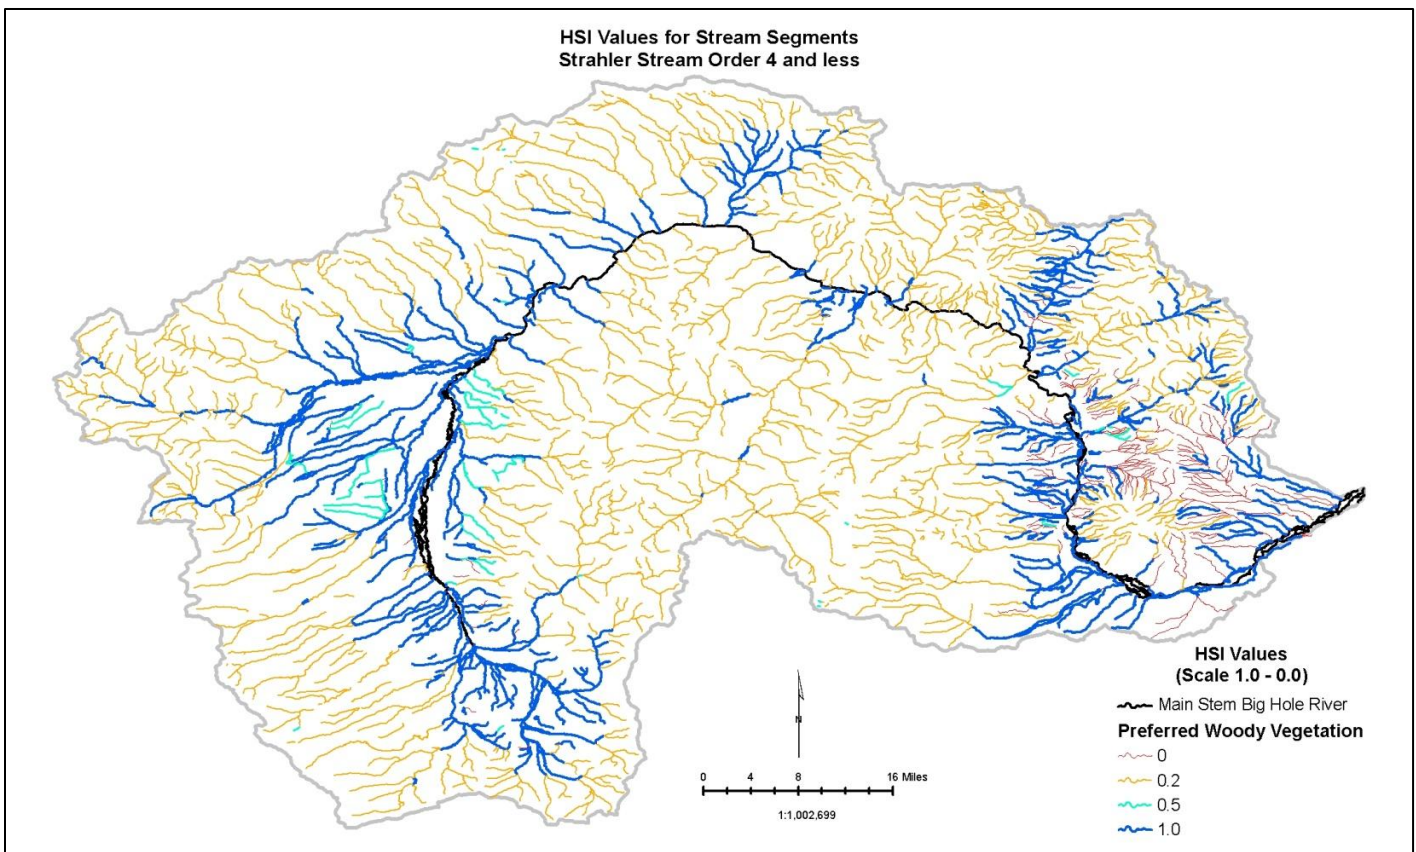 HSI Values for Stream Segments
Strahler Stream Order 4 and less
HSI Values
(Scale 1.0 - 0.0)
Main Stem Big Hole River
Preferred Woody Vegetation
0
0.2
0.5
1.0
N
0 4 8 16 Miles
1:1,002,699